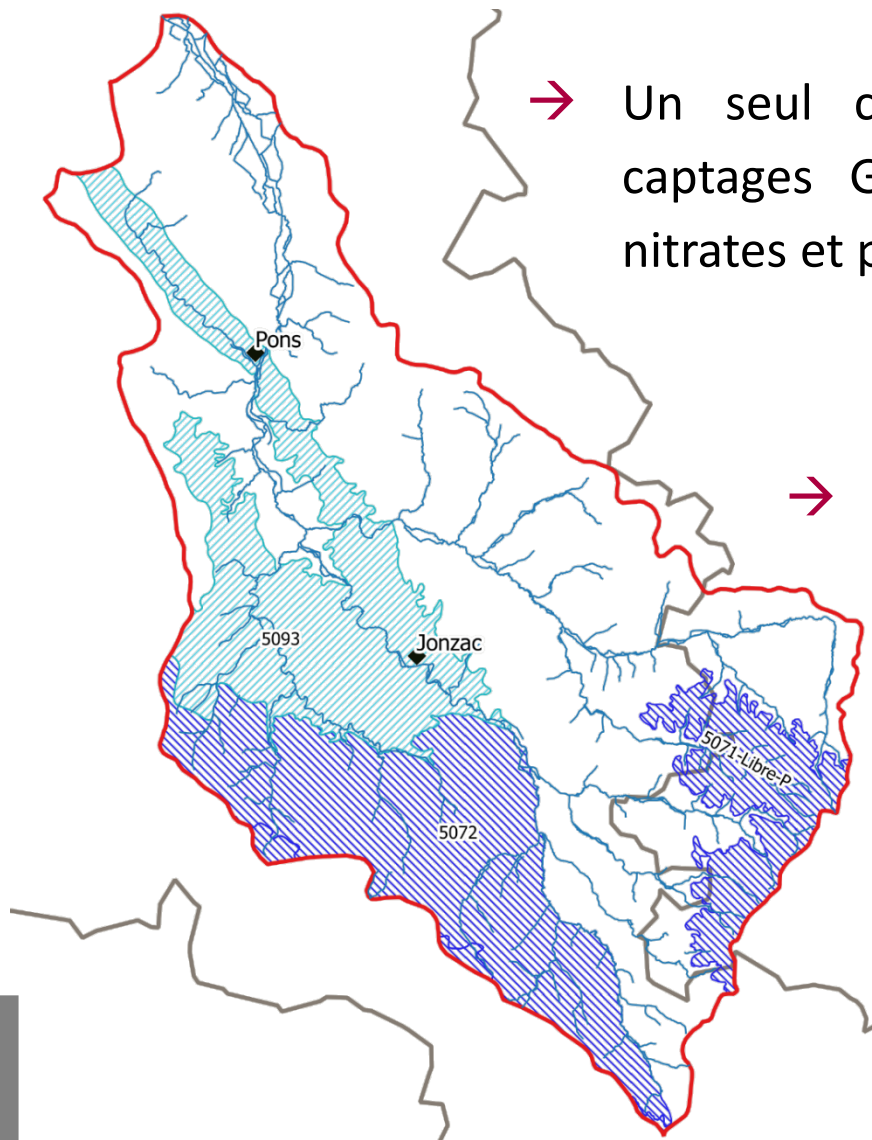 → Un seul c
captages G
nitrates et p
Pons
→
5093
Jonzac
5071-Libre-P
5072